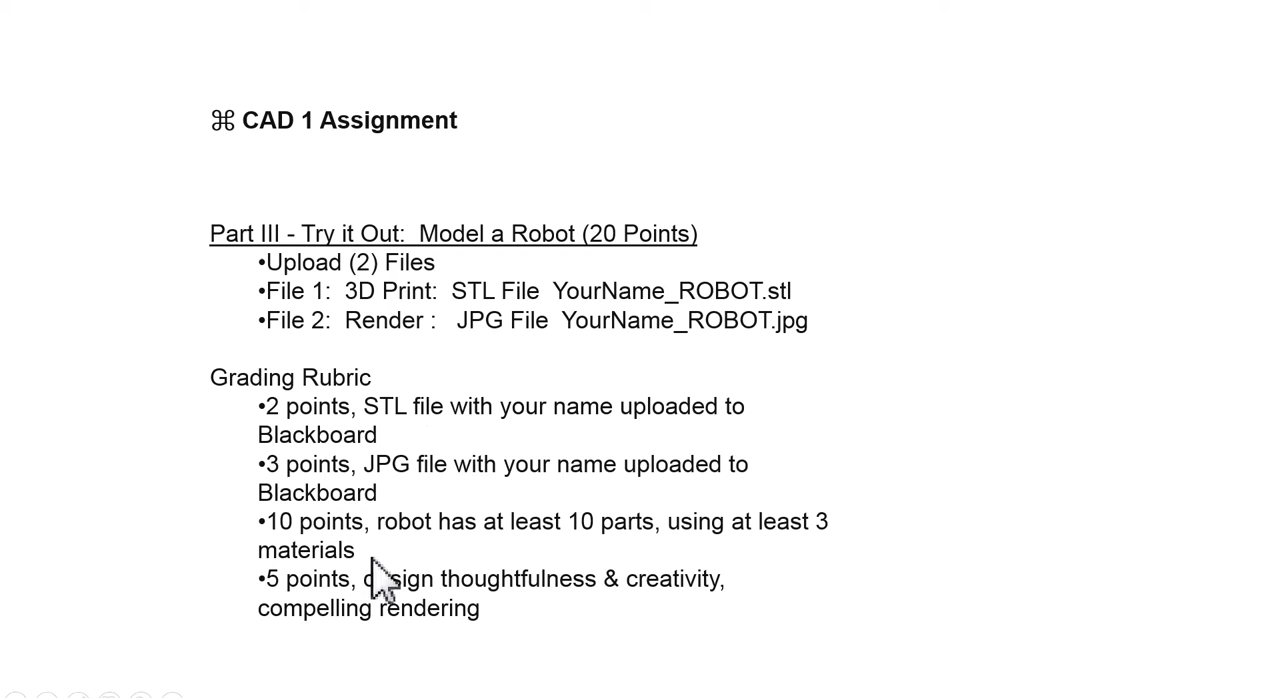 ⌘ CAD 1 Assignment
Part III - Try it Out: Model a Robot (20 Points)
•Upload (2) Files
•File 1: 3D Print: STL File YourName_ROBOT.stl
•File 2: Render : JPG File YourName_ROBOT.jpg
Grading Rubric
•2 points, STL file with your name uploaded to
Blackboard
•3 points, JPG file with your name uploaded to
Blackboard
•10 points, robot has at least 10 parts, using at least 3
materials
•5 points, design thoughtfulness & creativity,
compelling rendering